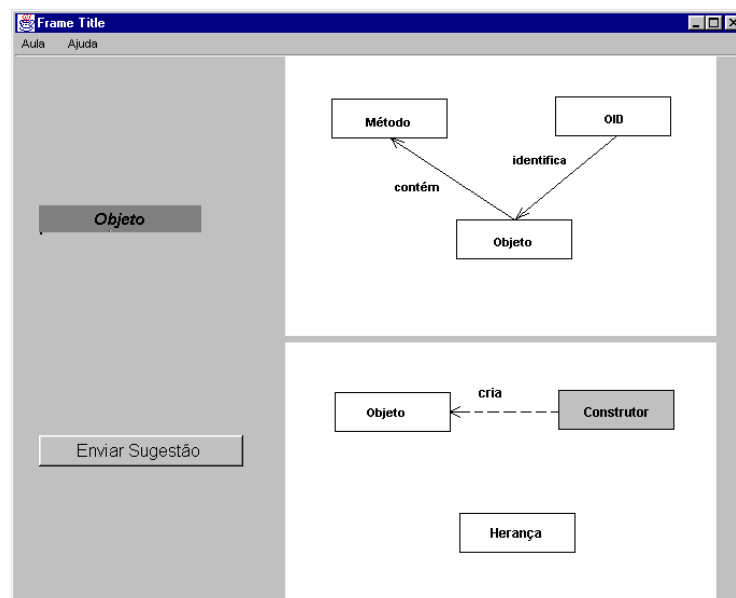 Frame Title
Aula Ajuda
Método
OID
identifica
contém
Objeto
Objeto
cria
Objeto
Construtor
Enviar Sugestão
Herança